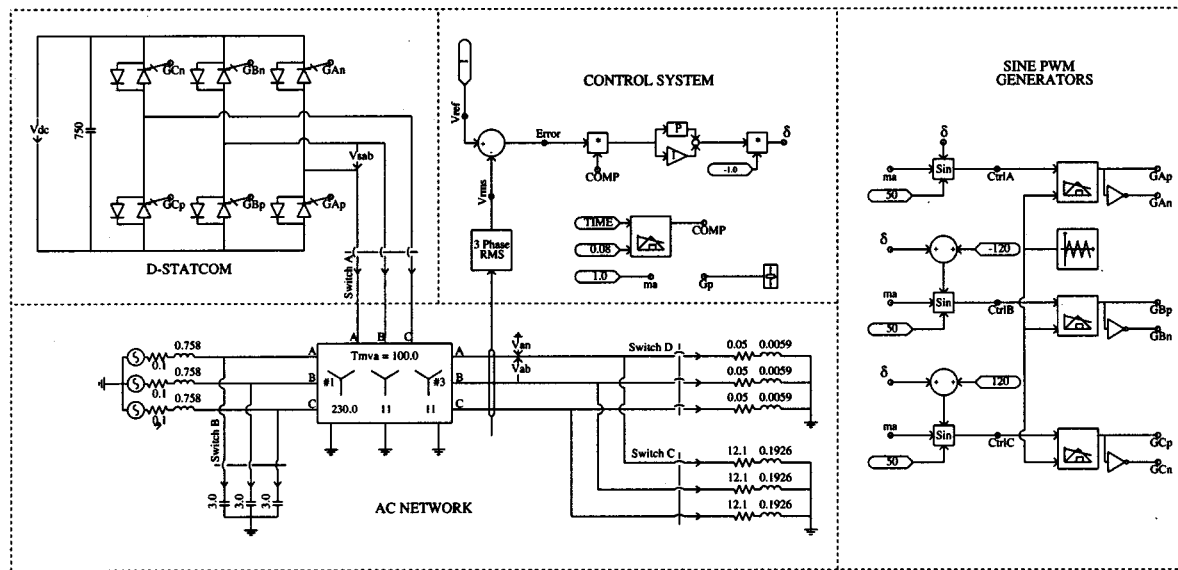 GCn
GBn
GAn
Vdc
750
Vsab
GCp
GBp
GAp
D-STATCOM
Switch A
CONTROL SYSTEM
Vref
+
-
Error
*
COMP
P
I
*
δ
-1.0
Vrms
3 Phase
RMS
TIME
0.08
COMP
1.0
ma
Gp
SINE PWM
GENERATORS
δ
ma
Sin
50
CtrlA
GAp
GAn
δ
+
+
-120
ma
Sin
50
CtrlB
GBp
GBn
δ
+
+
120
ma
Sin
50
CtrlC
GCp
GCn
0.758
0.1
0.758
0.1
0.758
0.1
Switch B
3.0
3.0
3.0
A
B
C
A
B
C
Tmva = 100.0
#1
#3
230.0
11
11
A
B
C
Van
Vab
Switch D
0.05
0.0059
0.05
0.0059
0.05
0.0059
Switch C
12.1
0.1926
12.1
0.1926
12.1
0.1926
AC NETWORK